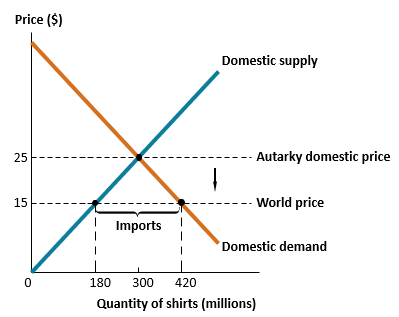 Price ($)
Domestic supply
25
Autarky domestic price
15
World price
Imports
Domestic demand
0
180
300
420
Quantity of shirts (millions)